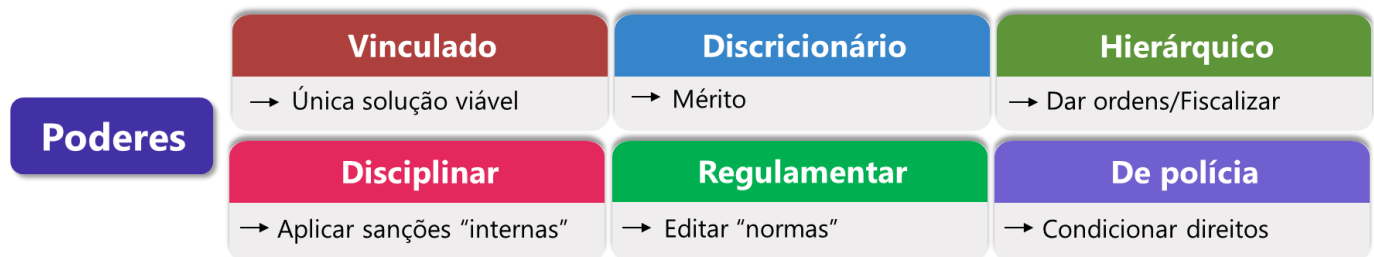 Poderes
Vinculado
→ Única solução viável
Discricionário
→ Mérito
Hierárquico
→ Dar ordens/Fiscalizar
Disciplinar
→ Aplicar sanções “internas”
Regulamentar
→ Editar “normas”
De polícia
→ Condicionar direitos